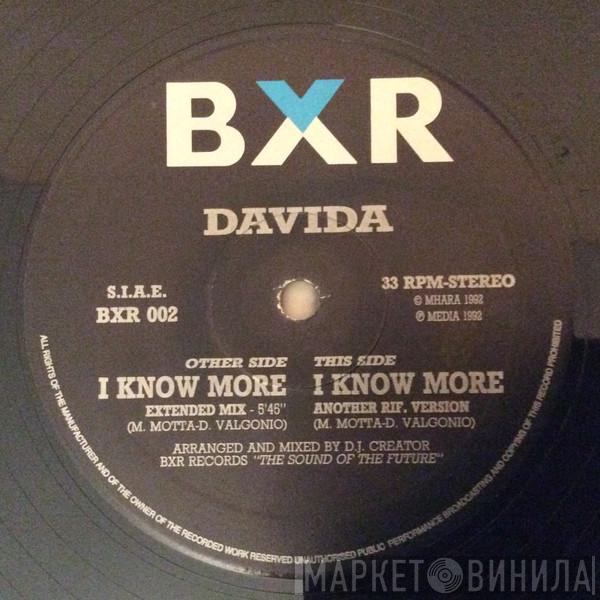 BXR
DAVIDA
S.I.A.E.
BXR 002
33 RPM-STEREO
© MHARA 1992
℗ MEDIA 1992
OTHER SIDE
I KNOW MORE
EXTENDED MIX - 5'46"
(M. MOTTA-D. VALGONIO)
THIS SIDE
I KNOW MORE
ANOTHER RIF. VERSION
(M. MOTTA-D. VALGONIO)
ARRANGED AND MIXED BY D.J. CREATOR
BXR RECORDS "THE SOUND OF THE FUTURE"
ALL RIGHTS OF THE MANUFACTURER AND OF THE OWNER OF THE RECORDED WORK RESERVED UNAUTHORISED PUBLIC PERFORMANCE BROADCASTING AND COPYING OF THIS RECORD PROHIBITED
МАРКЕТ ВИНИЛА